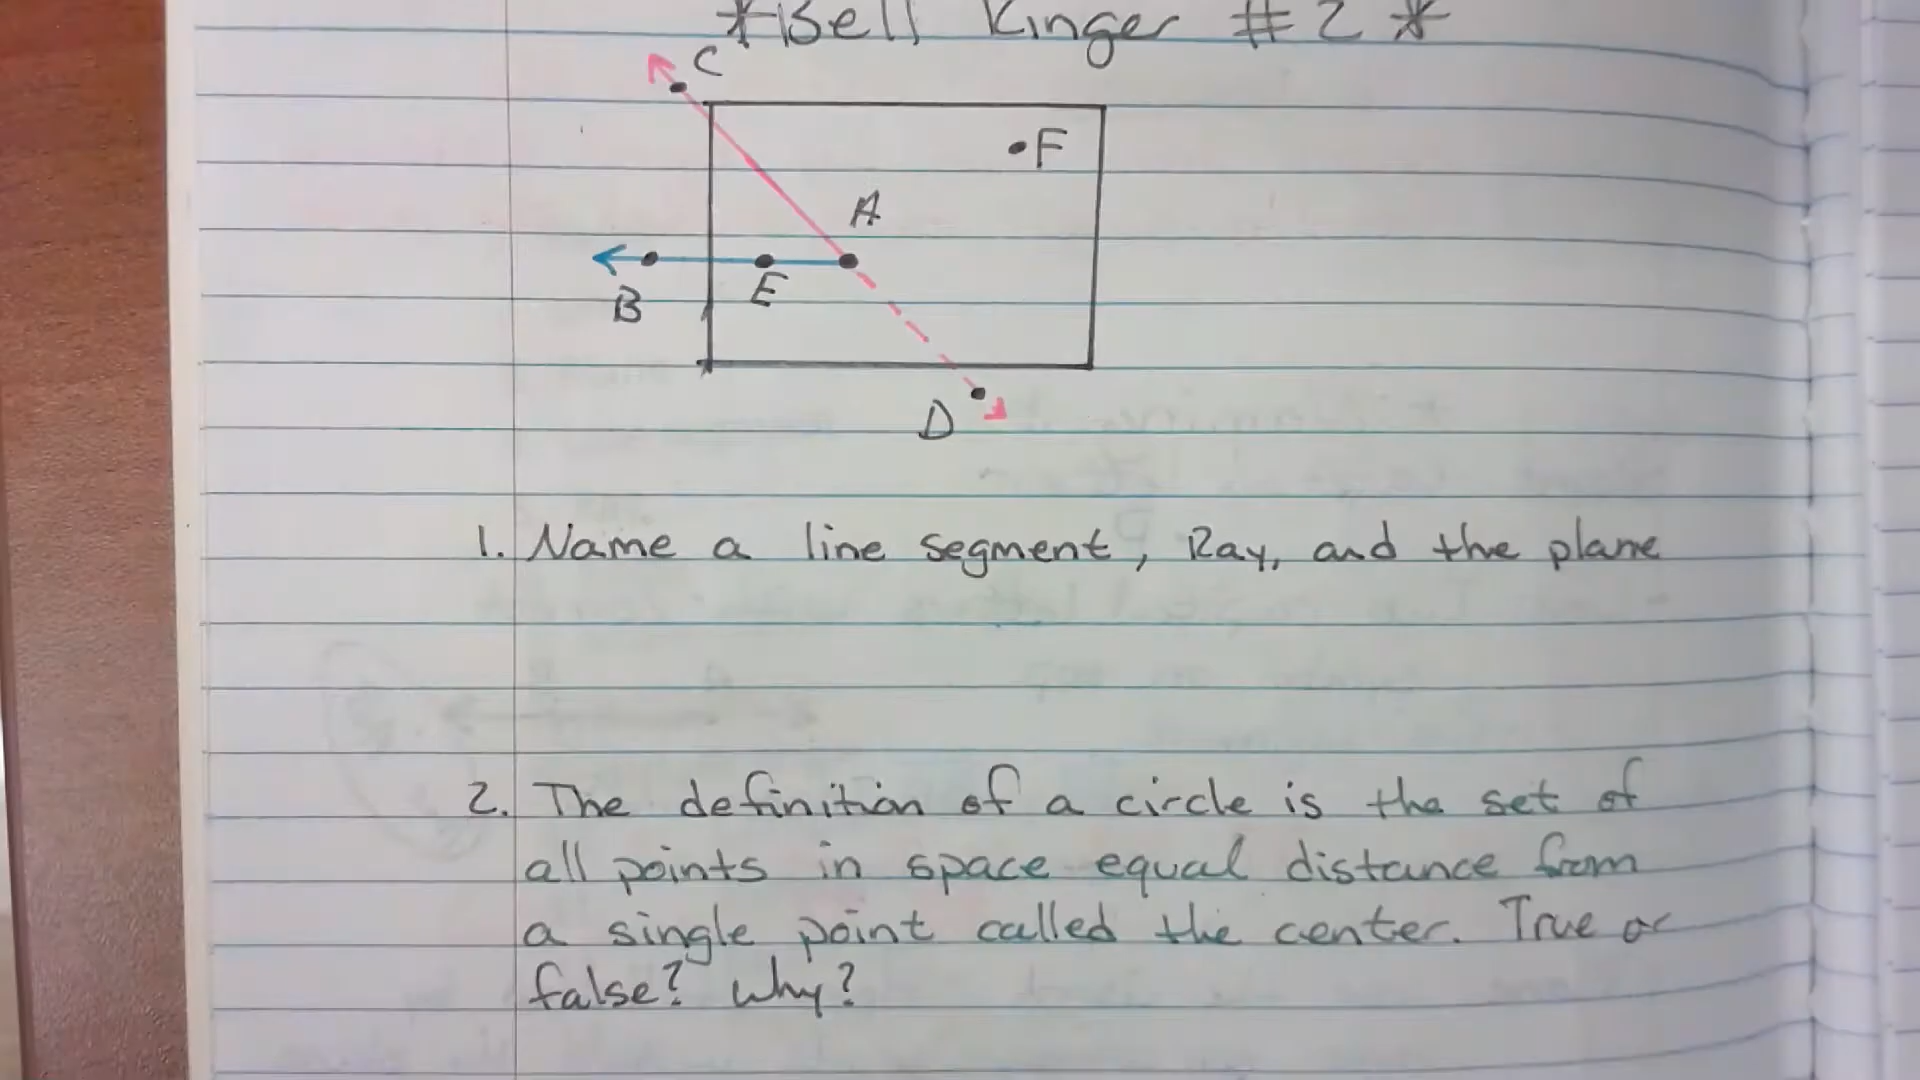 *Bell Ringer #2*
C
F
A
E
B
D
1. Name a line segment, Ray, and the plane
2. The definition of a circle is the set of
all points in space equal distance from
a single point called the center. True or
false? Why?